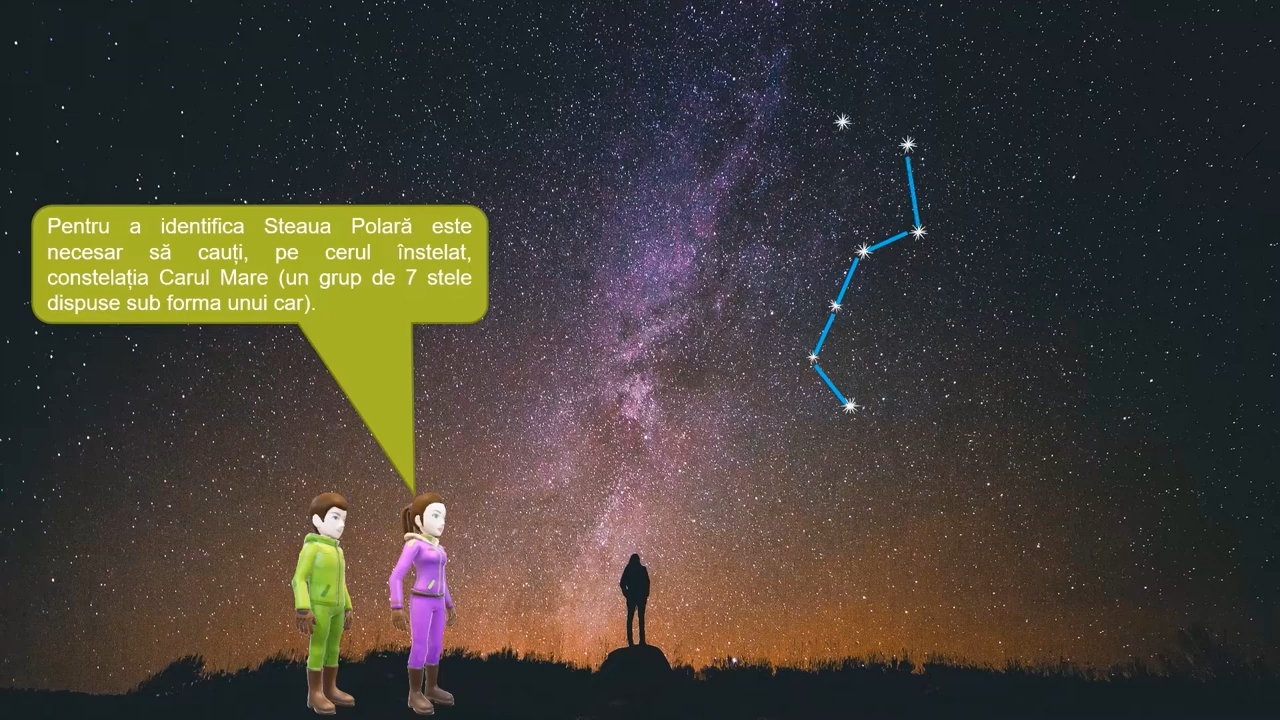 Pentru a identifica Steaua Polară este
necesar să cauți, pe cerul înstelat,
constelația Carul Mare (un grup de 7 stele
dispuse sub forma unui car).